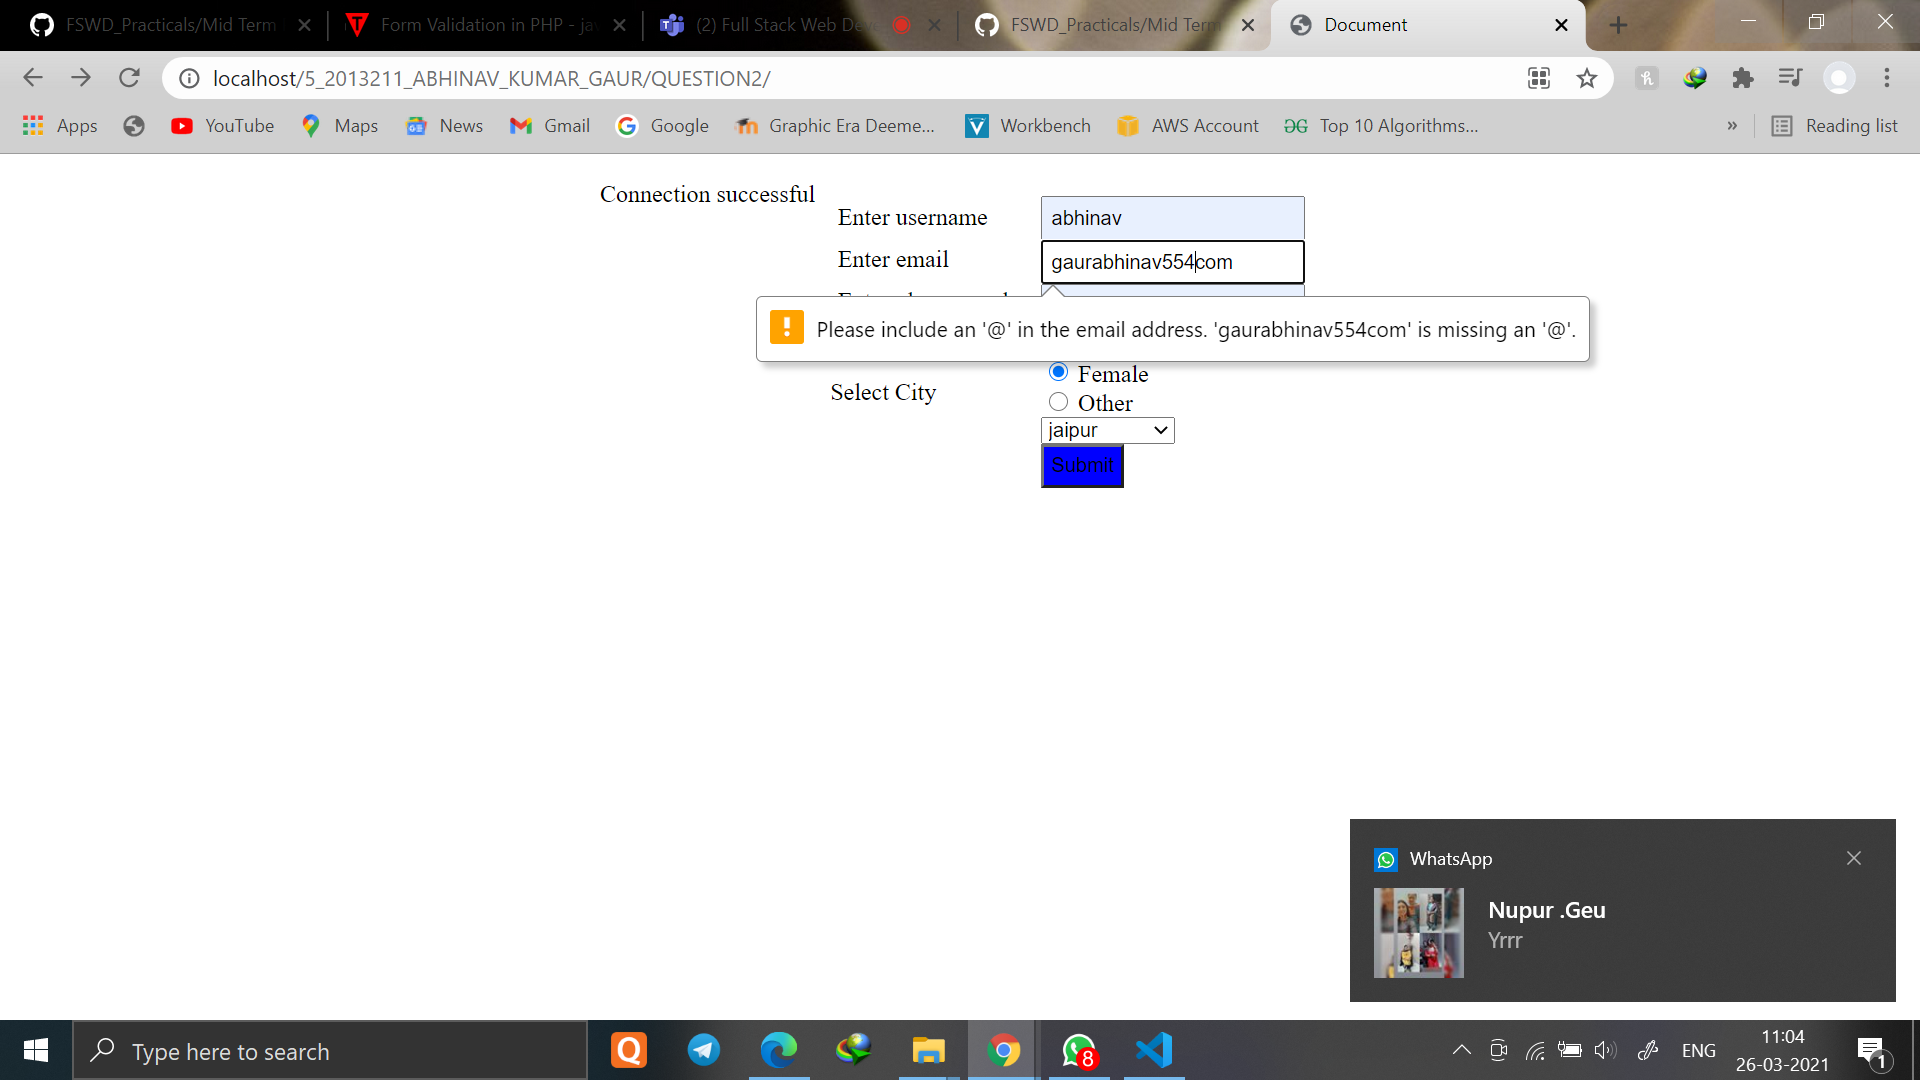 FSWD_Practicals/Mid Term
Form Validation in PHP - jav
(2) Full Stack Web Deve
FSWD_Practicals/Mid Term
Document
localhost/5_2013211_ABHINAV_KUMAR_GAUR/QUESTION2/
Apps
YouTube
Maps
News
Gmail
Google
Graphic Era Deeme...
Workbench
AWS Account
Top 10 Algorithms...
»
Reading list
Connection successful
Enter username
abhinav
Enter email
gaurabhinav554com
Please include an '@' in the email address. 'gaurabhinav554com' is missing an '@'.
Female
Select City
Other
jaipur
Submit
WhatsApp
Nupur .Geu
Yrrr
Type here to search
8
ENG
11:04
26-03-2021
1